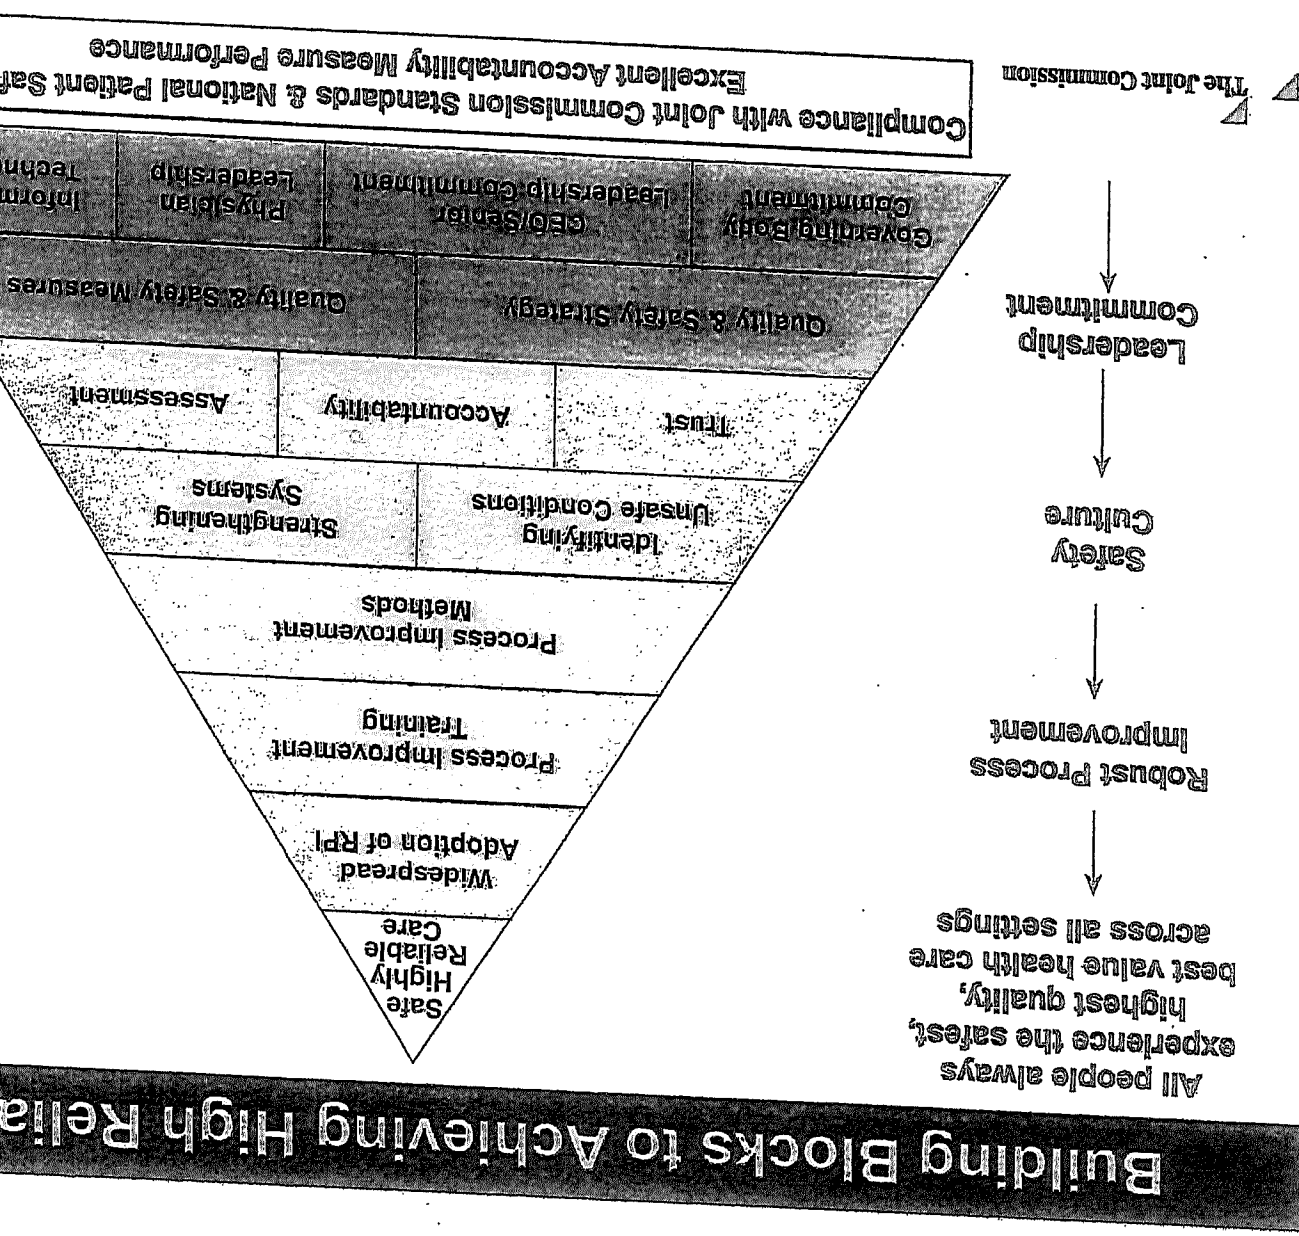 Building Blocks to Achieving High Relia
All people always
experience the safest,
highest quality,
best value health care
across all settings
Robust Process
Improvement
Safety
Culture
Leadership
Commitment
Safe
Highly
Reliable
Care
Widespread
Adoption of RPI
Process Improvement
Training
Process Improvement
Methods
Identifying
Unsafe Conditions
Strengthening
Systems
Trust
Accountability
Assessment
Quality & Safety Strategy
Quality & Safety Measures
Governing Body
Commitment
CEO/Senior
Leadership Commitment
Physician
Leadership
Inform
Techn
Compliance with Joint Commission Standards & National Patient Saf
Excellent Accountability Measure Performance
The Joint Commission